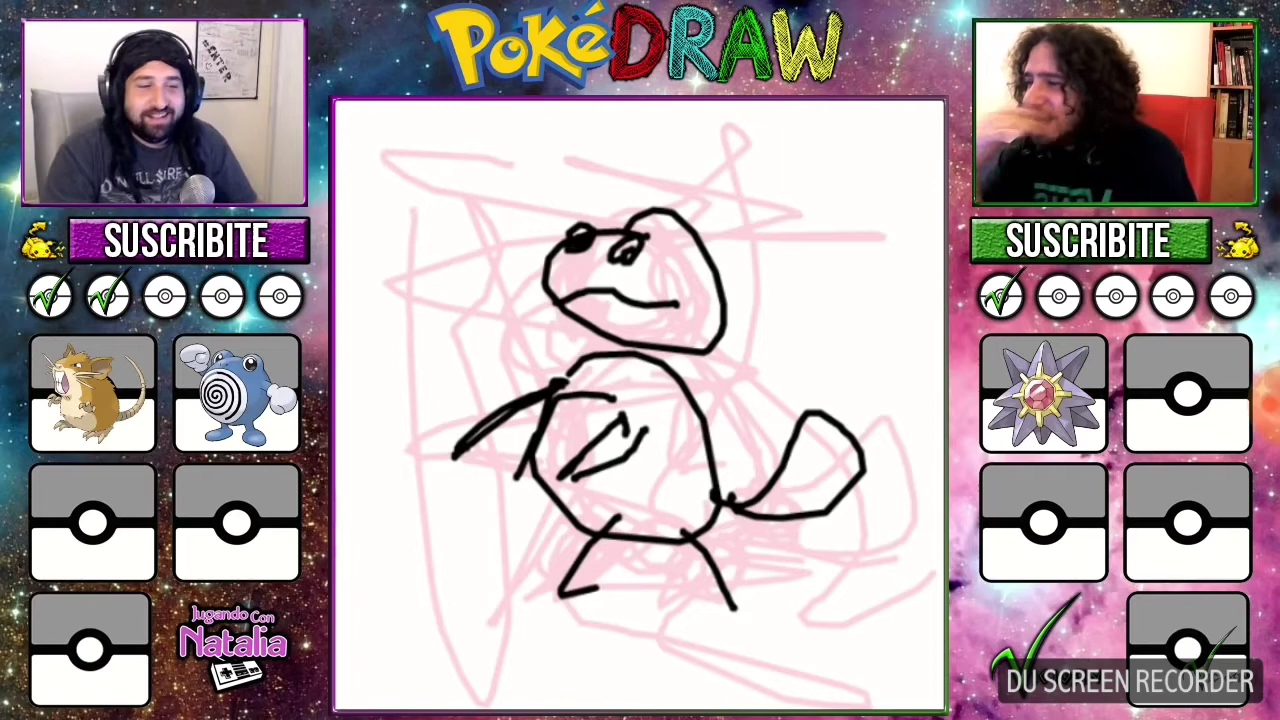 PoKéDRAW
SUSCRIBITE
SUSCRIBITE
Jugando Con
Natalia
DU SCREEN RECORDER